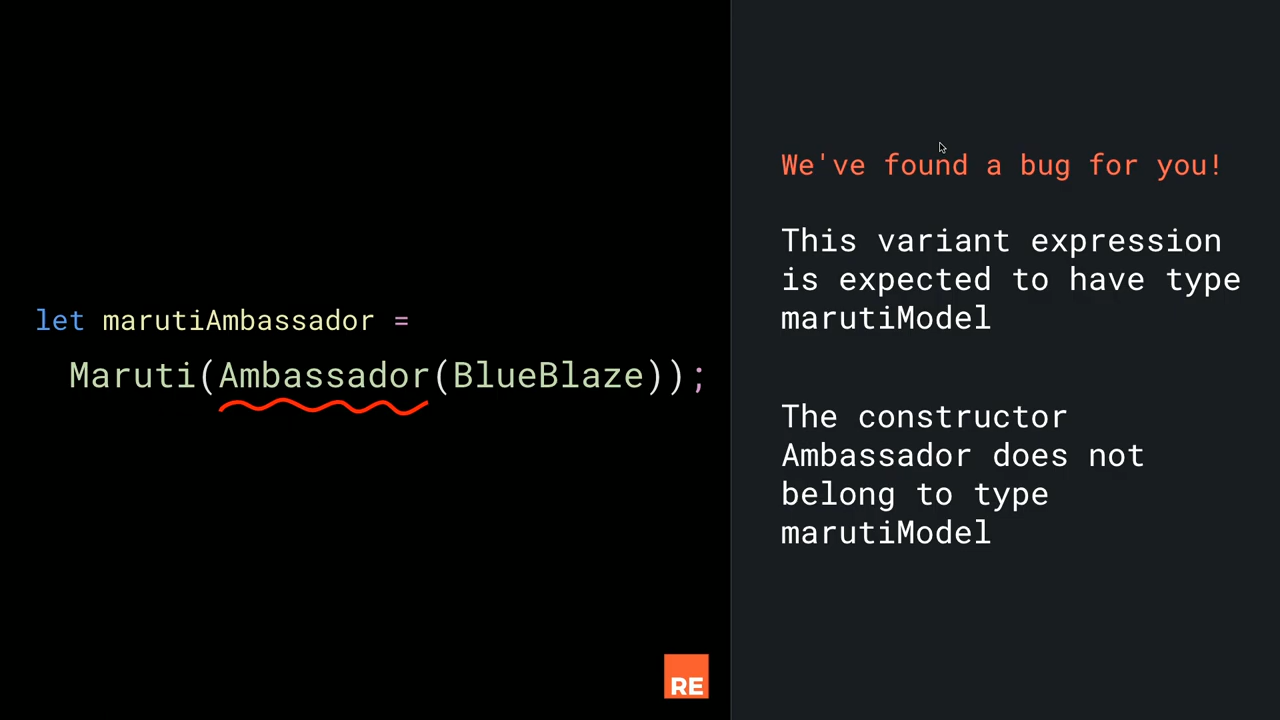 let marutiAmbassador =
Maruti(Ambassador(BlueBlaze));
RE
We've found a bug for you!
This variant expression
is expected to have type
marutiModel
The constructor
Ambassador does not
belong to type
marutiModel